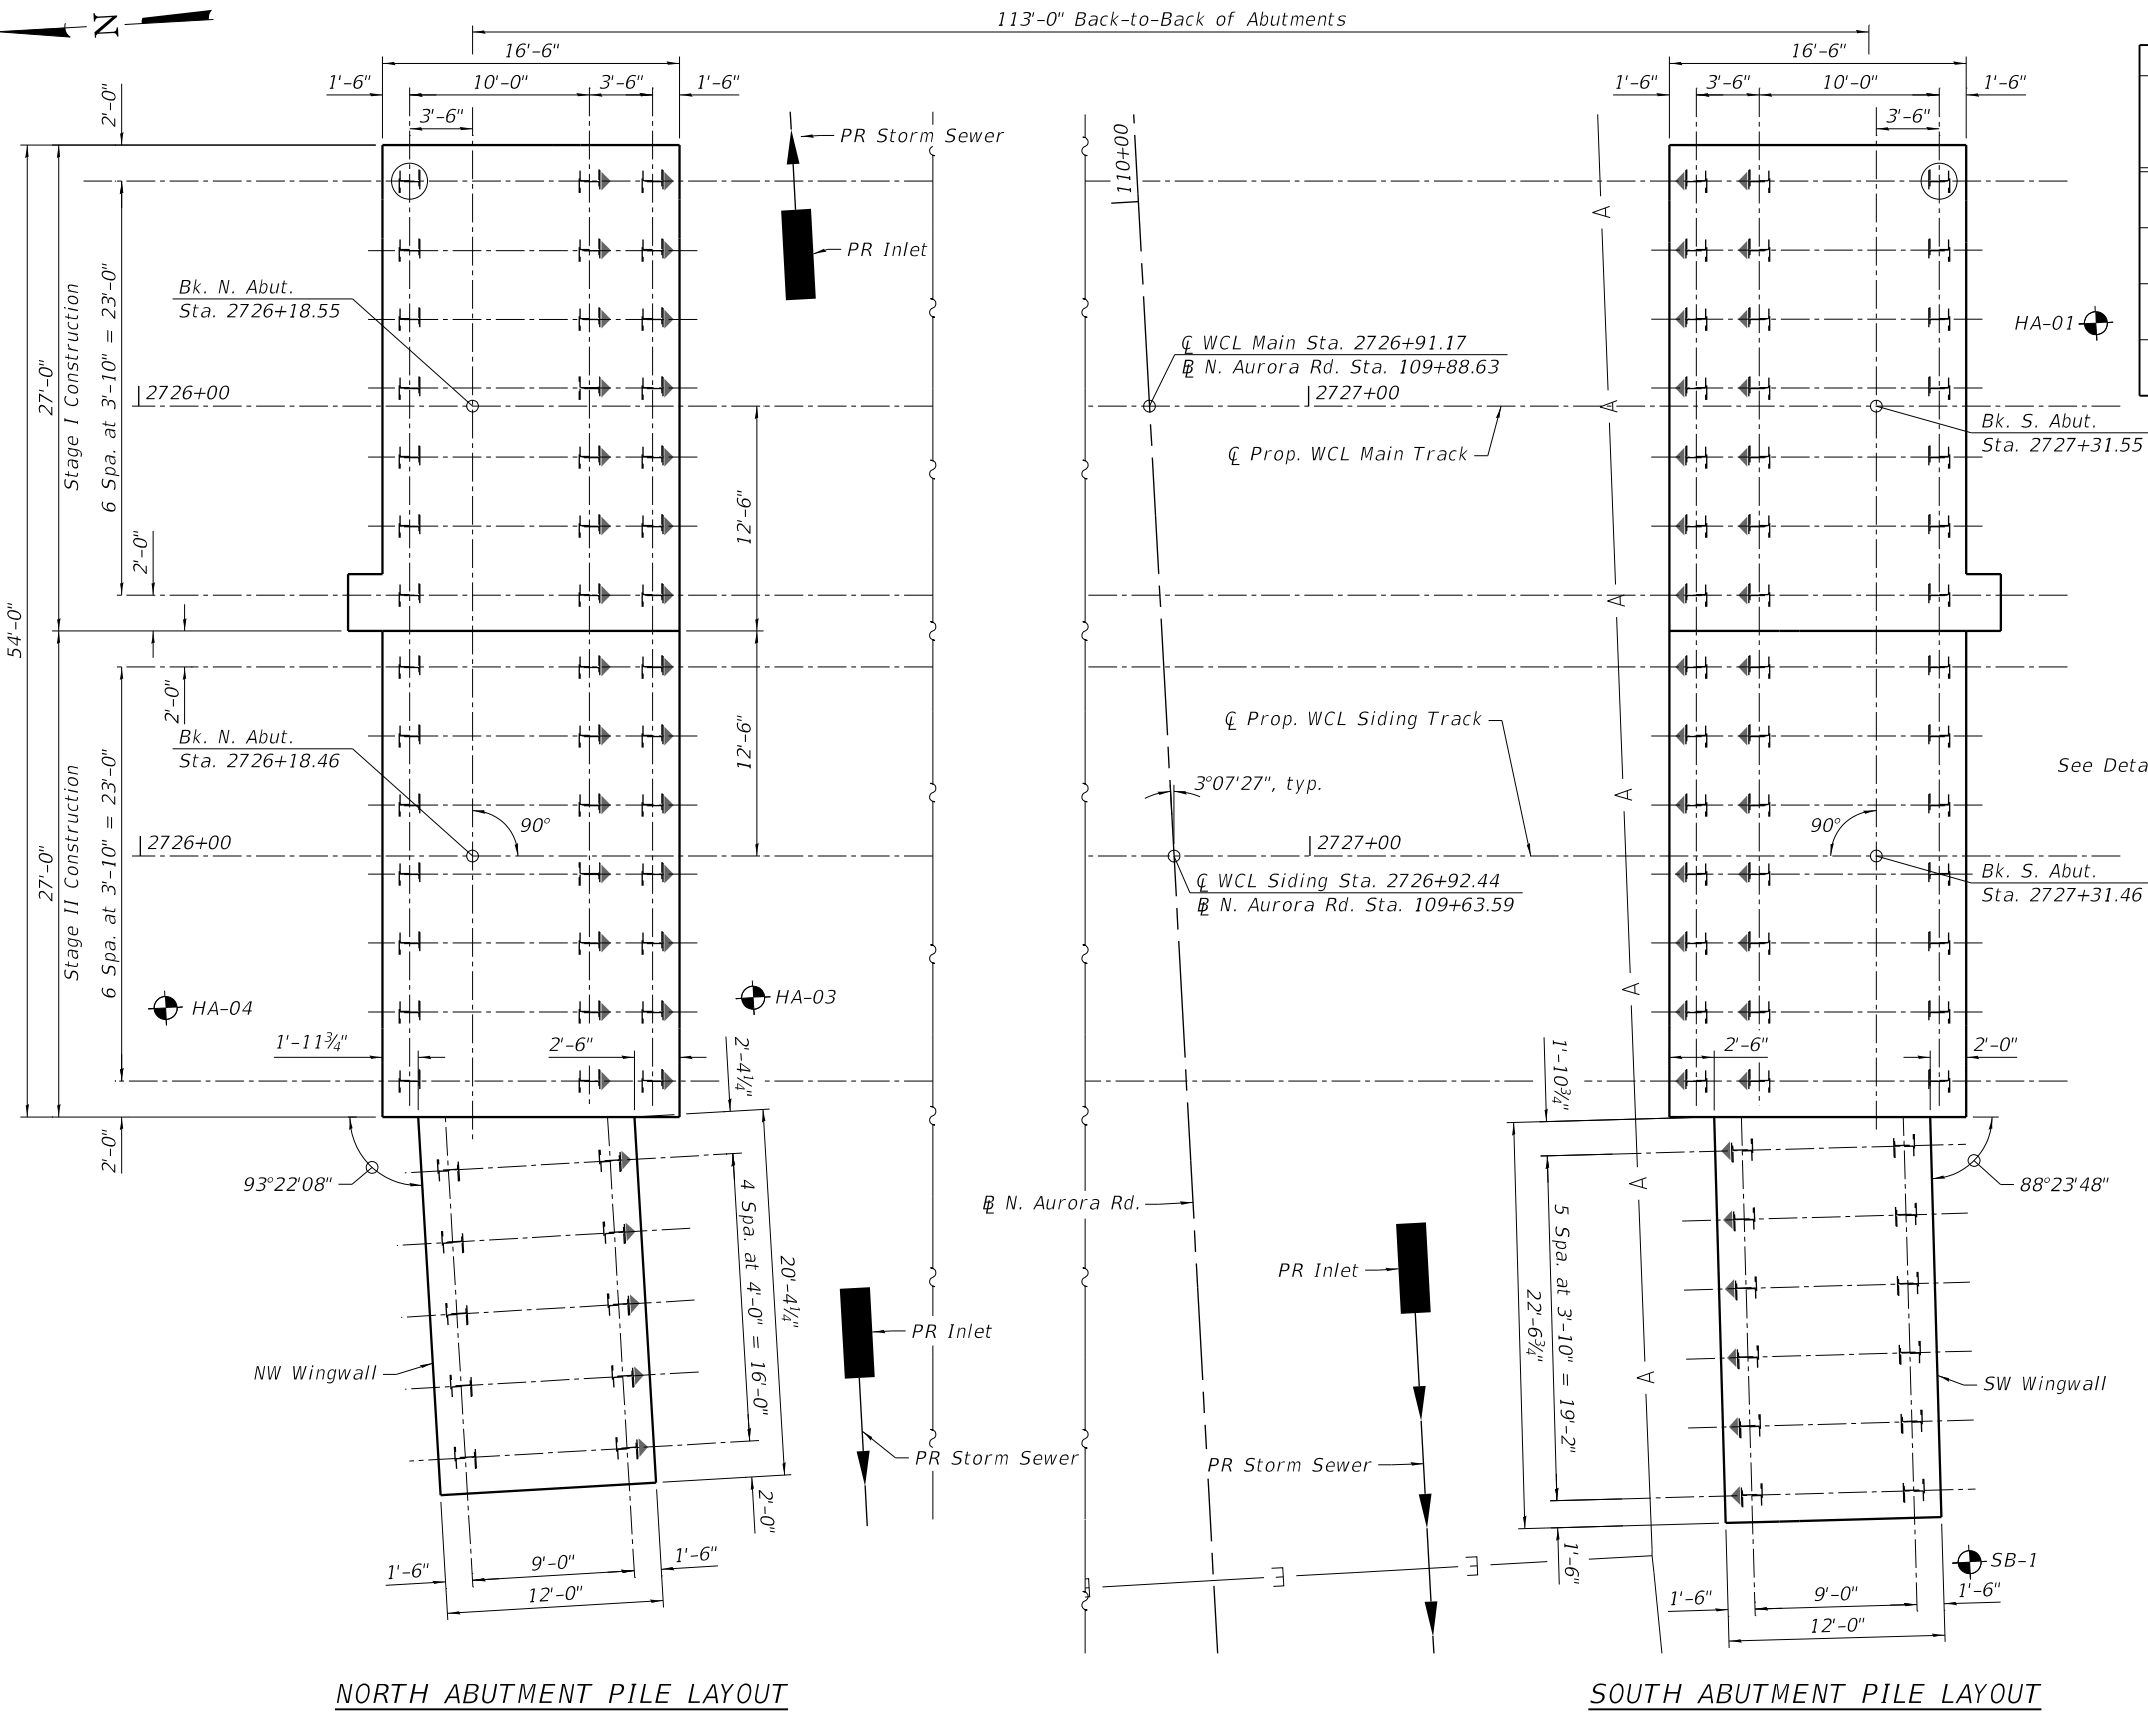 N
113'-0" Back-to-Back of Abutments
16'-6"
1'-6" 10'-0" 3'-6" 1'-6"
3'-6"
2'-0"
16'-6"
1'-6" 3'-6" 10'-0" 1'-6"
3'-6"
PR Storm Sewer
PR Inlet
110+00
A
A
A
A
A
A
A
A
HA-01
54'-0"
27'-0"
Stage I Construction
6 Spa. at 3'-10" = 23'-0"
2'-0"
Bk. N. Abut.
Sta. 2726+18.55
2726+00
12'-6"
℄ WCL Main Sta. 2726+91.17
B N. Aurora Rd. Sta. 109+88.63
2727+00
℄ Prop. WCL Main Track
Bk. S. Abut.
Sta. 2727+31.55
27'-0"
Stage II Construction
6 Spa. at 3'-10" = 23'-0"
2'-0"
Bk. N. Abut.
Sta. 2726+18.46
90°
2726+00
12'-6"
℄ Prop. WCL Siding Track
3°07'27", typ.
2727+00
℄ WCL Siding Sta. 2726+92.44
B N. Aurora Rd. Sta. 109+63.59
See Deta
90°
Bk. S. Abut.
Sta. 2727+31.46
HA-04
HA-03
1'-11¾"
2'-6"
2'-4¼"
1'-10¾"
2'-6"
2'-0"
2'-0"
93°22'08"
88°23'48"
4 Spa. at 4'-0" = 16'-0"
20'-4¼"
B N. Aurora Rd.
PR Inlet
5 Spa. at 3'-10" = 19'-2"
22'-6¾"
PR Inlet
NW Wingwall
SW Wingwall
PR Storm Sewer
PR Storm Sewer
2'-0"
1'-6"
E
E
E
SB-1
1'-6" 9'-0" 1'-6"
12'-0"
1'-6" 9'-0" 1'-6"
12'-0"
NORTH ABUTMENT PILE LAYOUT
SOUTH ABUTMENT PILE LAYOUT